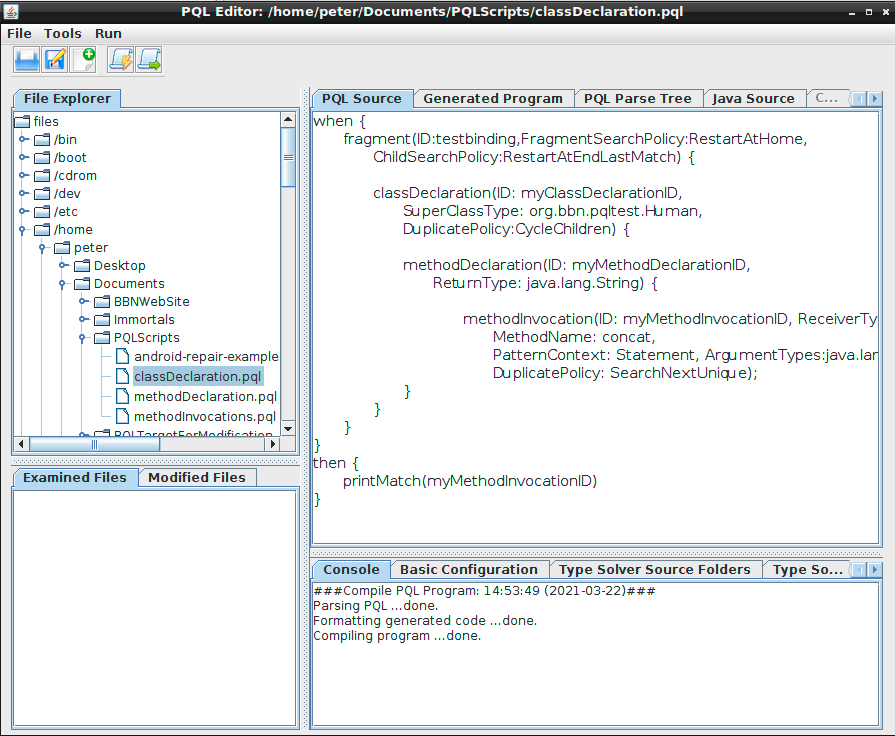 PQL Editor: /home/peter/Documents/PQLScripts/classDeclaration.pql
File Tools Run
File Explorer
files
/bin
/boot
/cdrom
/dev
/etc
/home
peter
Desktop
Documents
BBNWebSite
Immortals
PQLScripts
android-repair-example
classDeclaration.pql
methodDeclaration.pql
methodInvocations.pql
PQLTargetForModification
Examined Files Modified Files
PQL Source Generated Program PQL Parse Tree Java Source C...
when {
fragment(ID:testbinding,FragmentSearchPolicy:RestartAtHome,
ChildSearchPolicy:RestartAtEndLastMatch) {
classDeclaration(ID: myClassDeclarationID,
SuperClassType: org.bbn.pqltest.Human,
DuplicatePolicy:CycleChildren) {
methodDeclaration(ID: myMethodDeclarationID,
ReturnType: java.lang.String) {
methodInvocation(ID: myMethodInvocationID, ReceiverTy
MethodName: concat,
PatternContext: Statement, ArgumentTypes:java.lar
DuplicatePolicy: SearchNextUnique);
}
}
}
}
then {
printMatch(myMethodInvocationID)
}
Console Basic Configuration Type Solver Source Folders Type So...
###Compile PQL Program: 14:53:49 (2021-03-22)###
Parsing PQL ...done.
Formatting generated code ...done.
Compiling program ...done.